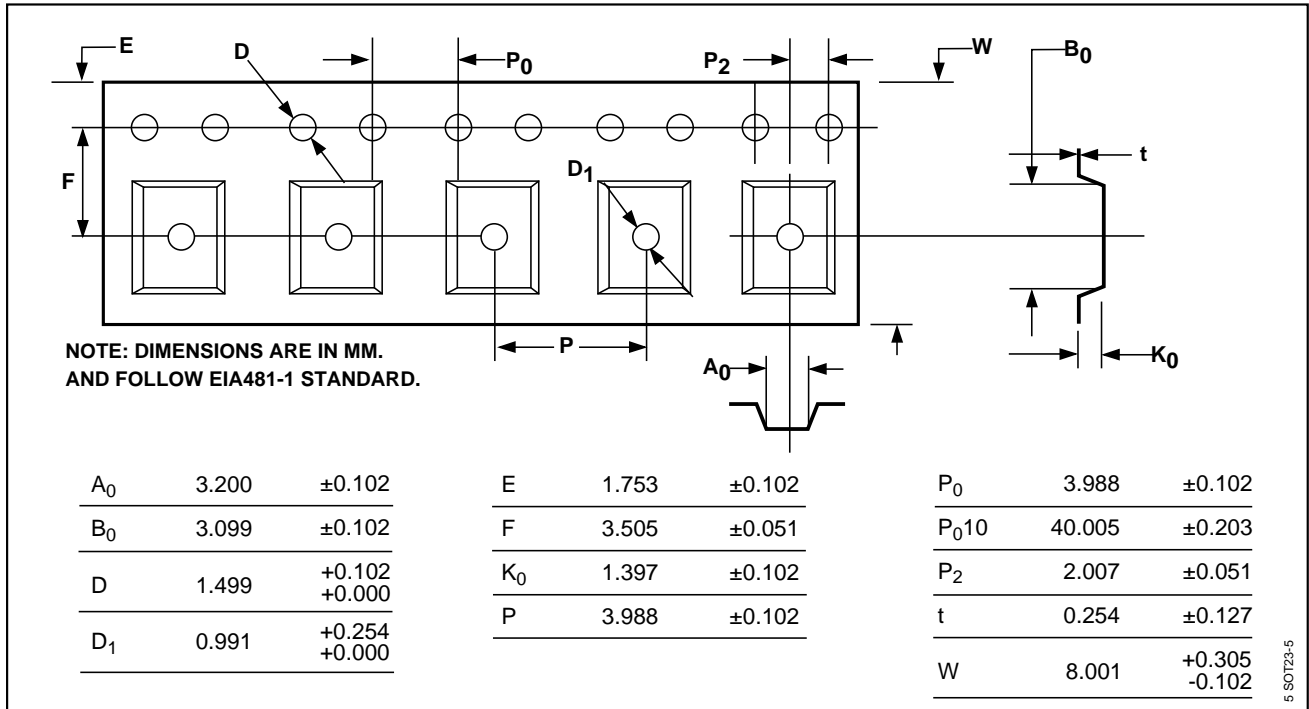 E
D
P0
P2
W
B0
t
F
D1
NOTE: DIMENSIONS ARE IN MM.
AND FOLLOW EIA481-1 STANDARD.
P
A0
K0
A0 3.200 ±0.102
B0 3.099 ±0.102
D 1.499 +0.102
+0.000
D1 0.991 +0.254
+0.000
E 1.753 ±0.102
F 3.505 ±0.051
K0 1.397 ±0.102
P 3.988 ±0.102
P0 3.988 ±0.102
P010 40.005 ±0.203
P2 2.007 ±0.051
t 0.254 ±0.127
W 8.001 +0.305
-0.102
5 SOT23-5